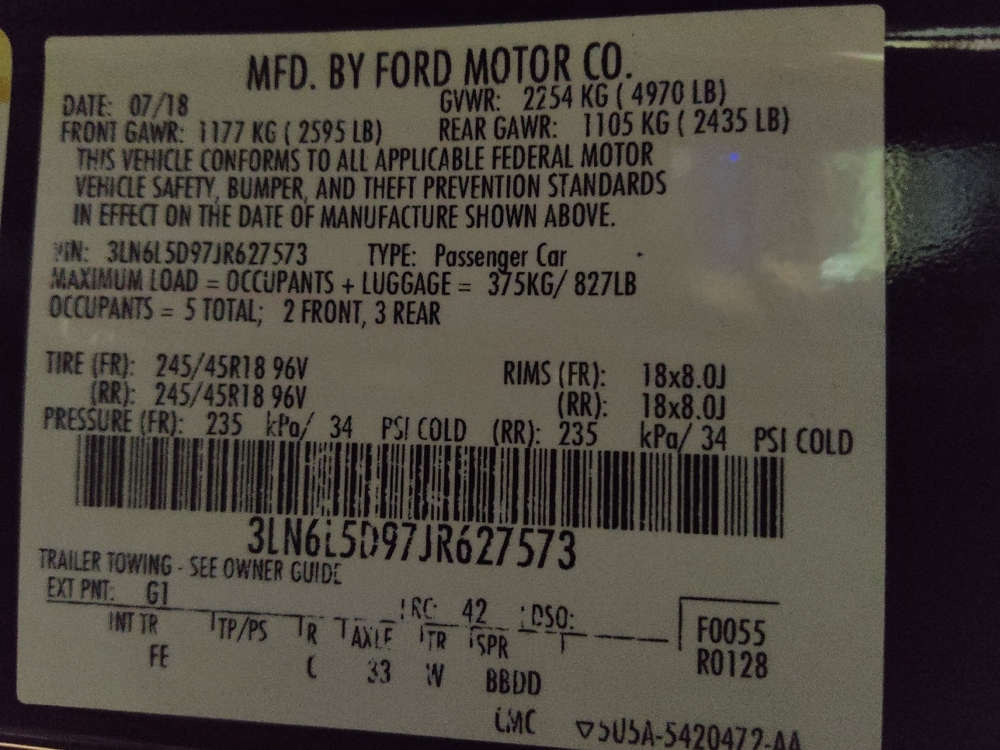 MFD. BY FORD MOTOR CO.
DATE: 07/18 GVWR: 2254 KG ( 4970 LB)
FRONT GAWR: 1177 KG ( 2595 LB) REAR GAWR: 1105 KG ( 2435 LB)
THIS VEHICLE CONFORMS TO ALL APPLICABLE FEDERAL MOTOR
VEHICLE SAFETY, BUMPER, AND THEFT PREVENTION STANDARDS
IN EFFECT ON THE DATE OF MANUFACTURE SHOWN ABOVE.
VIN: 3LN6L5D97JR627573 TYPE: Passenger Car
MAXIMUM LOAD = OCCUPANTS + LUGGAGE = 375KG/ 827LB
OCCUPANTS = 5 TOTAL; 2 FRONT, 3 REAR
TIRE (FR): 245/45R18 96V RIMS (FR): 18x8.0J
(RR): 245/45R18 96V (RR): 18x8.0J
PRESSURE (FR): 235 kPa/ 34 PSI COLD (RR): 235 kPa/ 34 PSI COLD
3LN6L5D97JR627573
TRAILER TOWING - SEE OWNER GUIDE
EXT PNT: G1 RC: 42 DSO:
INT TR TP/PS R AXLE TR SPR F0055
FE C 33 W BBDD R0128
LMC 5U5A-5420472-AA